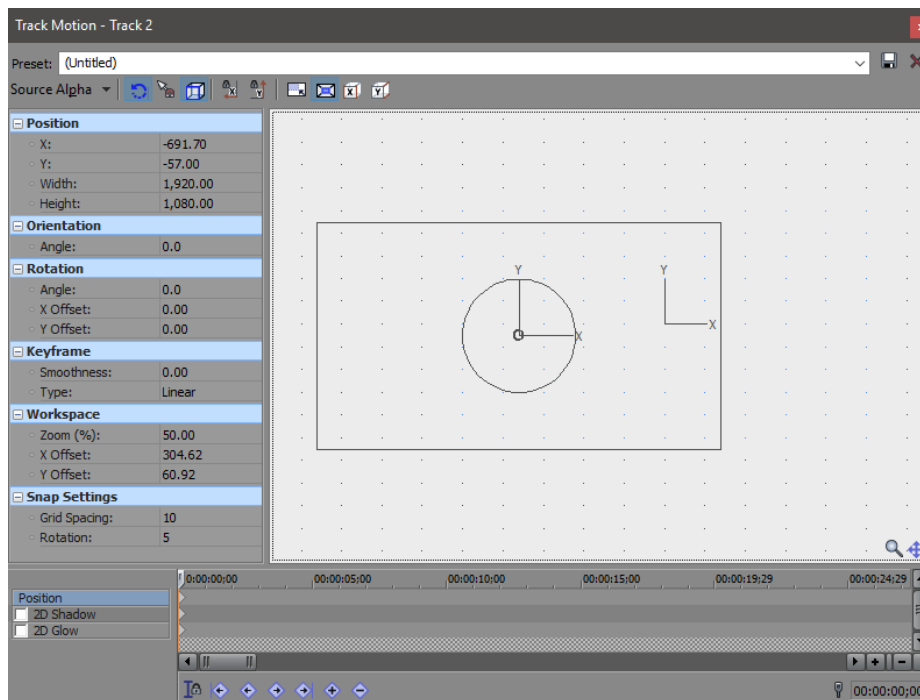 Track Motion - Track 2
Preset: (Untitled)
Source Alpha
Position
X: -691.70
Y: -57.00
Width: 1,920.00
Height: 1,080.00
Orientation
Angle: 0.0
Rotation
Angle: 0.0
X Offset: 0.00
Y Offset: 0.00
Keyframe
Smoothness: 0.00
Type: Linear
Workspace
Zoom (%): 50.00
X Offset: 304.62
Y Offset: 60.92
Snap Settings
Grid Spacing: 10
Rotation: 5
Y
X
Y
X
0:00:00;00 00:00:05;00 00:00:10;00 00:00:15;00 00:00:19;29 00:00:24;29
Position
2D Shadow
2D Glow